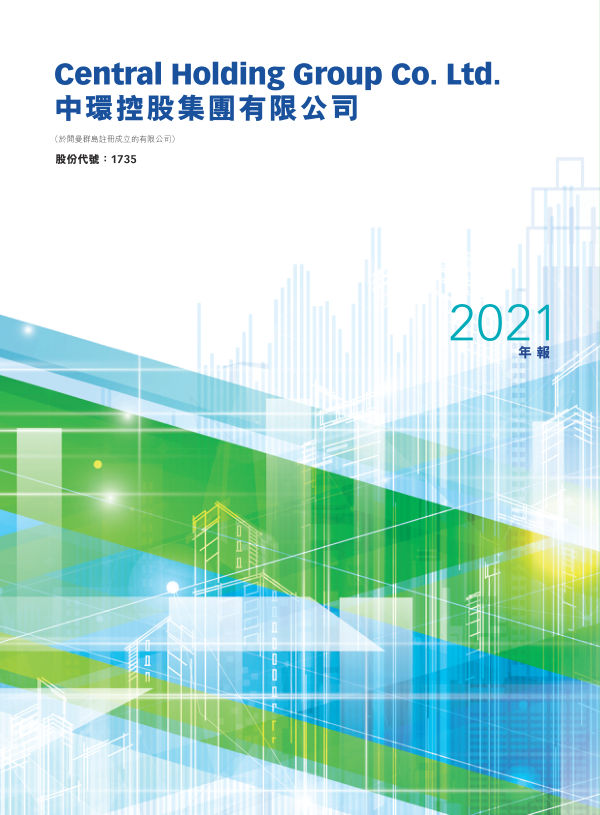 Central Holding Group Co. Ltd.
中環控股集團有限公司
（於開曼群島註冊成立的有限公司）
股份代號：1735
2021
年報